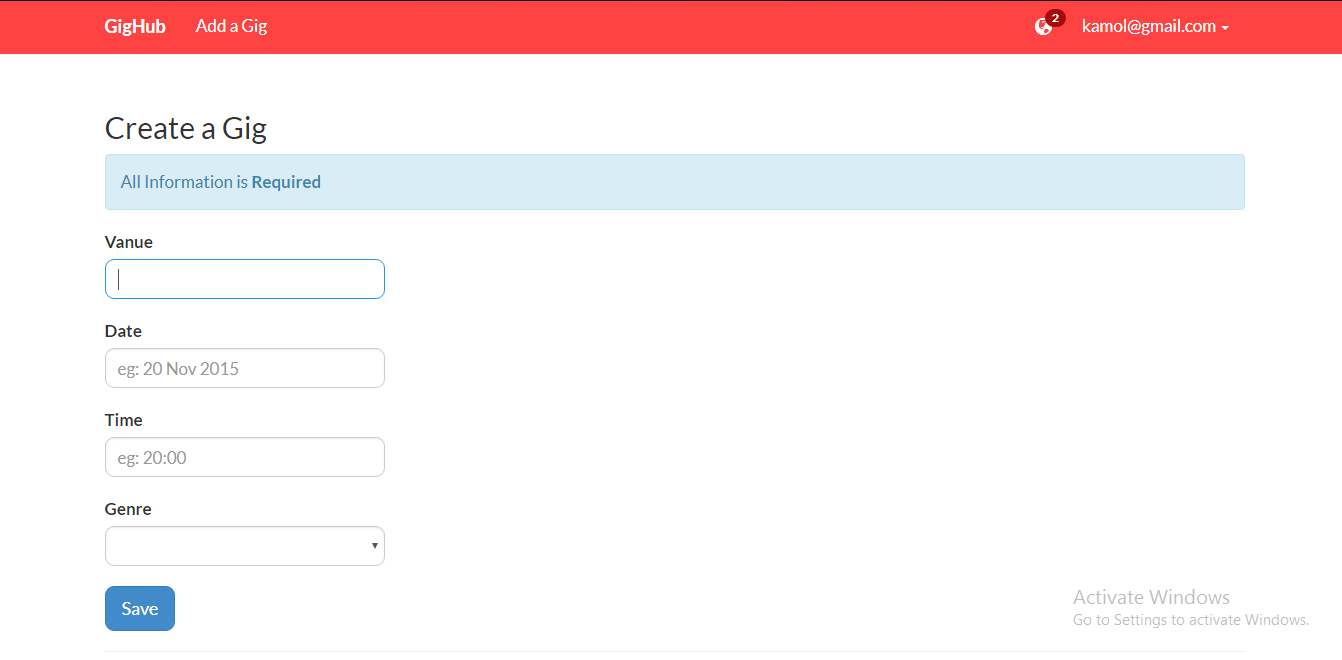 GigHub Add a Gig 2 kamol@gmail.com
Create a Gig
All Information is Required
Vanue
Date
eg: 20 Nov 2015
Time
eg: 20:00
Genre
Save
Activate Windows
Go to Settings to activate Windows.